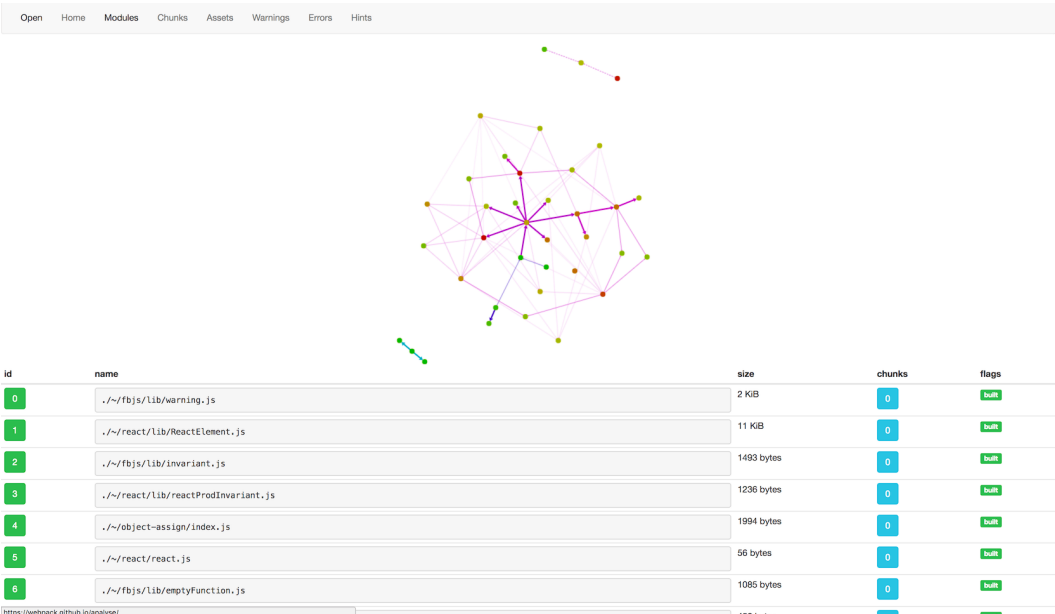 Open Home Modules Chunks Assets Warnings Errors Hints
id name size chunks flags
0 ./~/fbjs/lib/warning.js 2 KiB 0 built
1 ./~/react/lib/ReactElement.js 11 KiB 0 built
2 ./~/fbjs/lib/invariant.js 1493 bytes 0 built
3 ./~/react/lib/reactProdInvariant.js 1236 bytes 0 built
4 ./~/object-assign/index.js 1994 bytes 0 built
5 ./~/react/react.js 56 bytes 0 built
6 ./~/fbjs/lib/emptyFunction.js 1085 bytes 0 built
https://webpack.github.io/analyse/